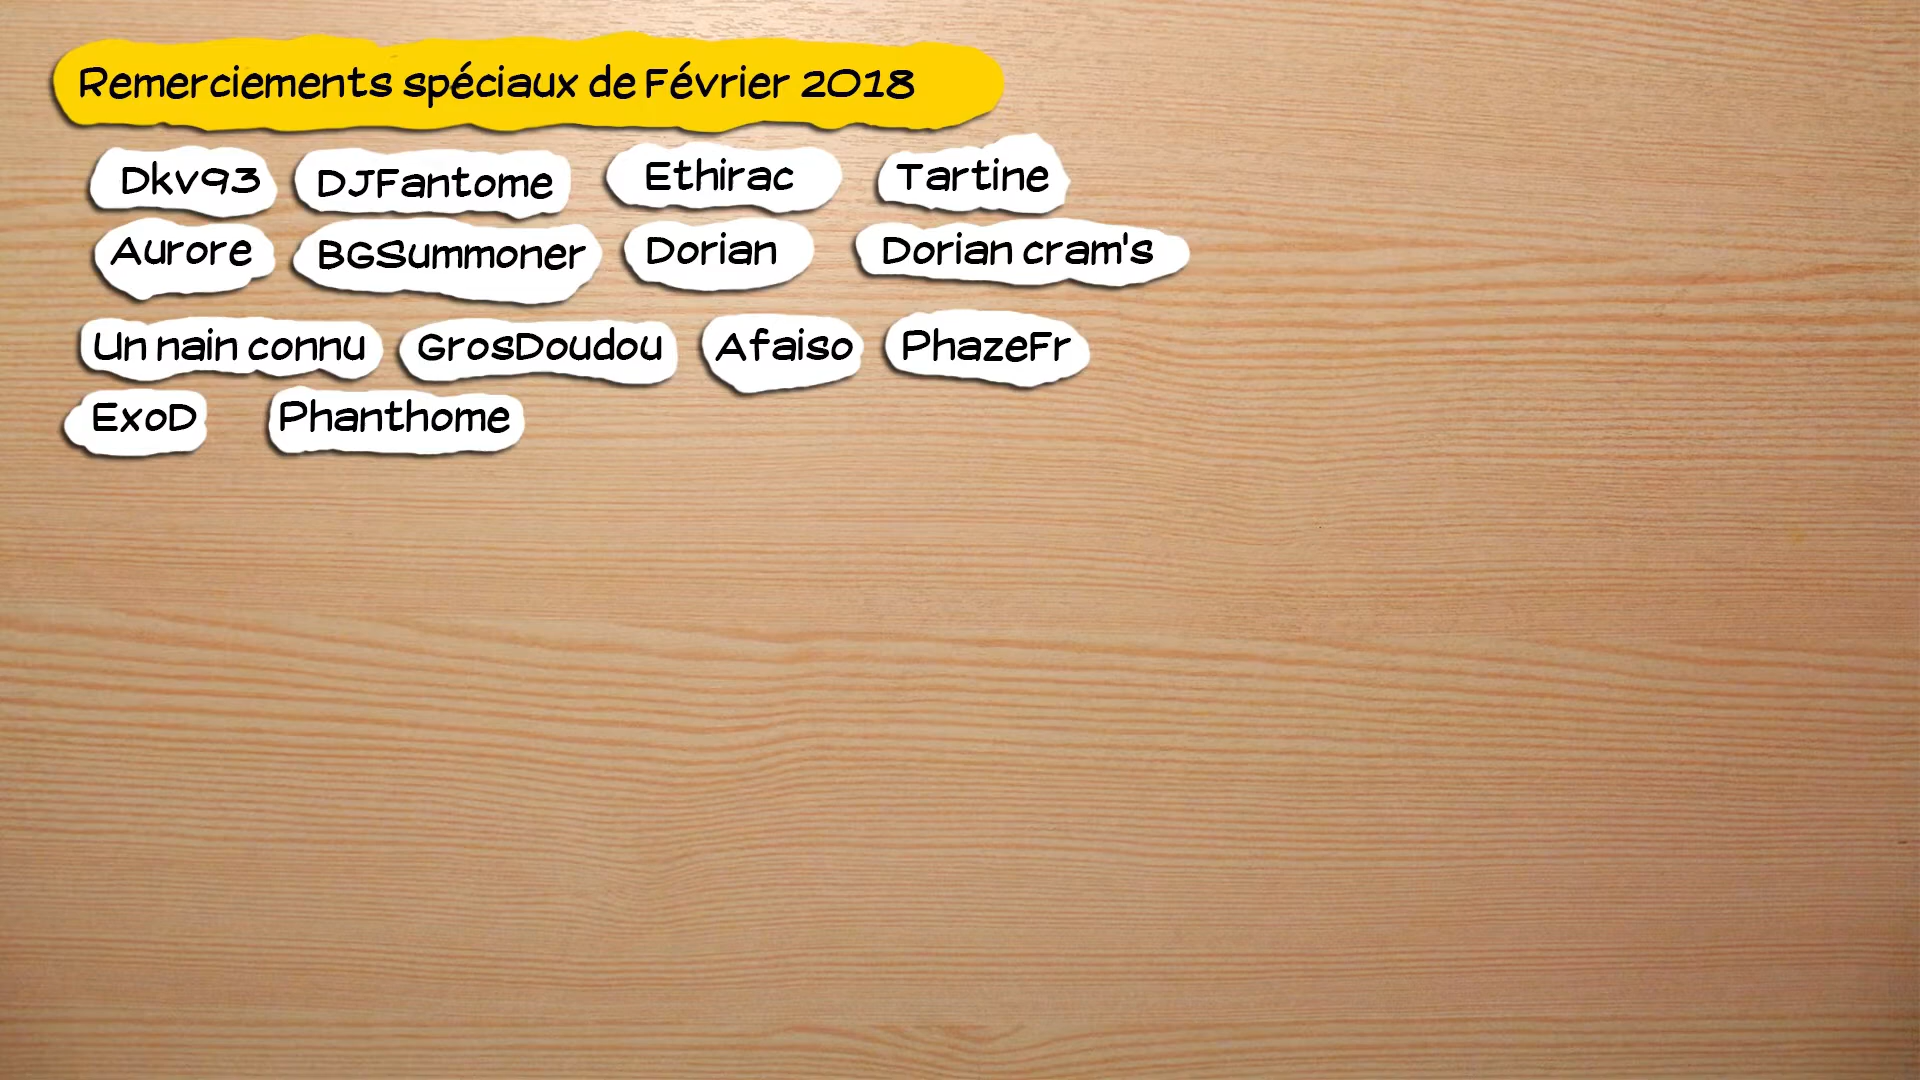 Remerciements spéciaux de Février 2018
Dkv93 DJFantome Ethirac Tartine
Aurore BGSummoner Dorian Dorian cram's
Un nain connu GrosDoudou Afaiso PhazeFr
ExoD Phanthome